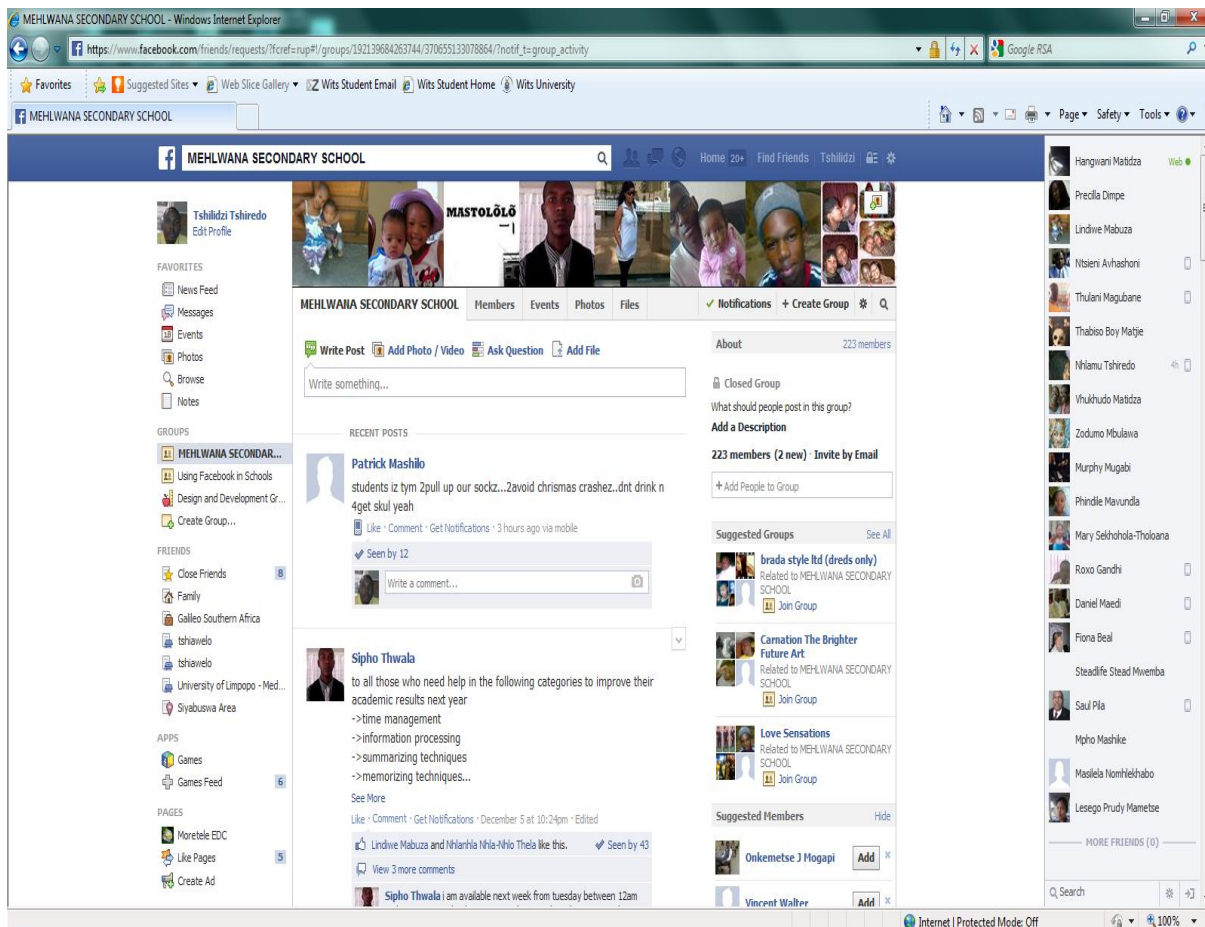 MEHLWANA SECONDARY SCHOOL - Windows Internet Explorer
https://www.facebook.com/friends/requests/?fcref=rup#!/groups/192139684263744/370655133078864/?notif_t=group_activity
Google RSA
Favorites
Suggested Sites
Web Slice Gallery
Wits Student Email
Wits Student Home
Wits University
MEHLWANA SECONDARY SCHOOL
Page
Safety
Tools
MEHLWANA SECONDARY SCHOOL
Home 20+
Find Friends
Tshilidzi
Tshilidzi Tshiredo
Edit Profile
FAVORITES
News Feed
Messages
Events
Photos
Browse
Notes
GROUPS
MEHLWANA SECONDAR...
Using Facebook in Schools
Design and Development Gr...
Create Group...
FRIENDS
Close Friends 8
Family
Galileo Southern Africa
tshiawelo
tshiawelo
University of Limpopo - Med...
Siyabuswa Area
APPS
Games
Games Feed 6
PAGES
Moretele EDC
Like Pages 5
Create Ad
MASTOLÕLÕ
MEHLWANA SECONDARY SCHOOL
Members
Events
Photos
Files
Notifications
+ Create Group
Write Post
Add Photo / Video
Ask Question
Add File
Write something...
RECENT POSTS
Patrick Mashilo
students iz tym 2pull up our sockz...2avoid chrismas crashez..dnt drink n
4get skul yeah
Like · Comment · Get Notifications · 3 hours ago via mobile
Seen by 12
Write a comment...
Sipho Thwala
to all those who need help in the following categories to improve their
academic results next year
->time management
->information processing
->summarizing techniques
->memorizing techniques...
See More
Like · Comment · Get Notifications · December 5 at 10:24pm · Edited
Lindiwe Mabuza and Nhlanhla Nhla-Nhlo Thela like this.
Seen by 43
View 3 more comments
Sipho Thwala i am available next week from tuesday between 12am
About
223 members
Closed Group
What should people post in this group?
Add a Description
223 members (2 new) · Invite by Email
+ Add People to Group
Suggested Groups
See All
brada style ltd (dreds only)
Related to MEHLWANA SECONDARY
SCHOOL
Join Group
Carnation The Brighter
Future Art
Related to MEHLWANA SECONDARY
SCHOOL
Join Group
Love Sensations
Related to MEHLWANA SECONDARY
SCHOOL
Join Group
Suggested Members
Hide
Onkemetse J Mogapi
Add
Vincent Walter
Add
Hangwani Matidza Web
Precilla Dimpe
Lindiwe Mabuza
Ntsieni Avhashoni
Thulani Magubane
Thabiso Boy Matjie
Nhlamu Tshiredo 4h
Vhukhudo Matidza
Zodumo Mbulawa
Murphy Mugabi
Phindile Mavundla
Mary Sekhohola-Tholoana
Roxo Gandhi
Daniel Maedi
Fiona Beal
Steadlife Stead Mwemba
Saul Pila
Mpho Mashike
Masilela Nomhlekhabo
Lesego Prudy Mametse
MORE FRIENDS (0)
Search
Internet | Protected Mode: Off
100%